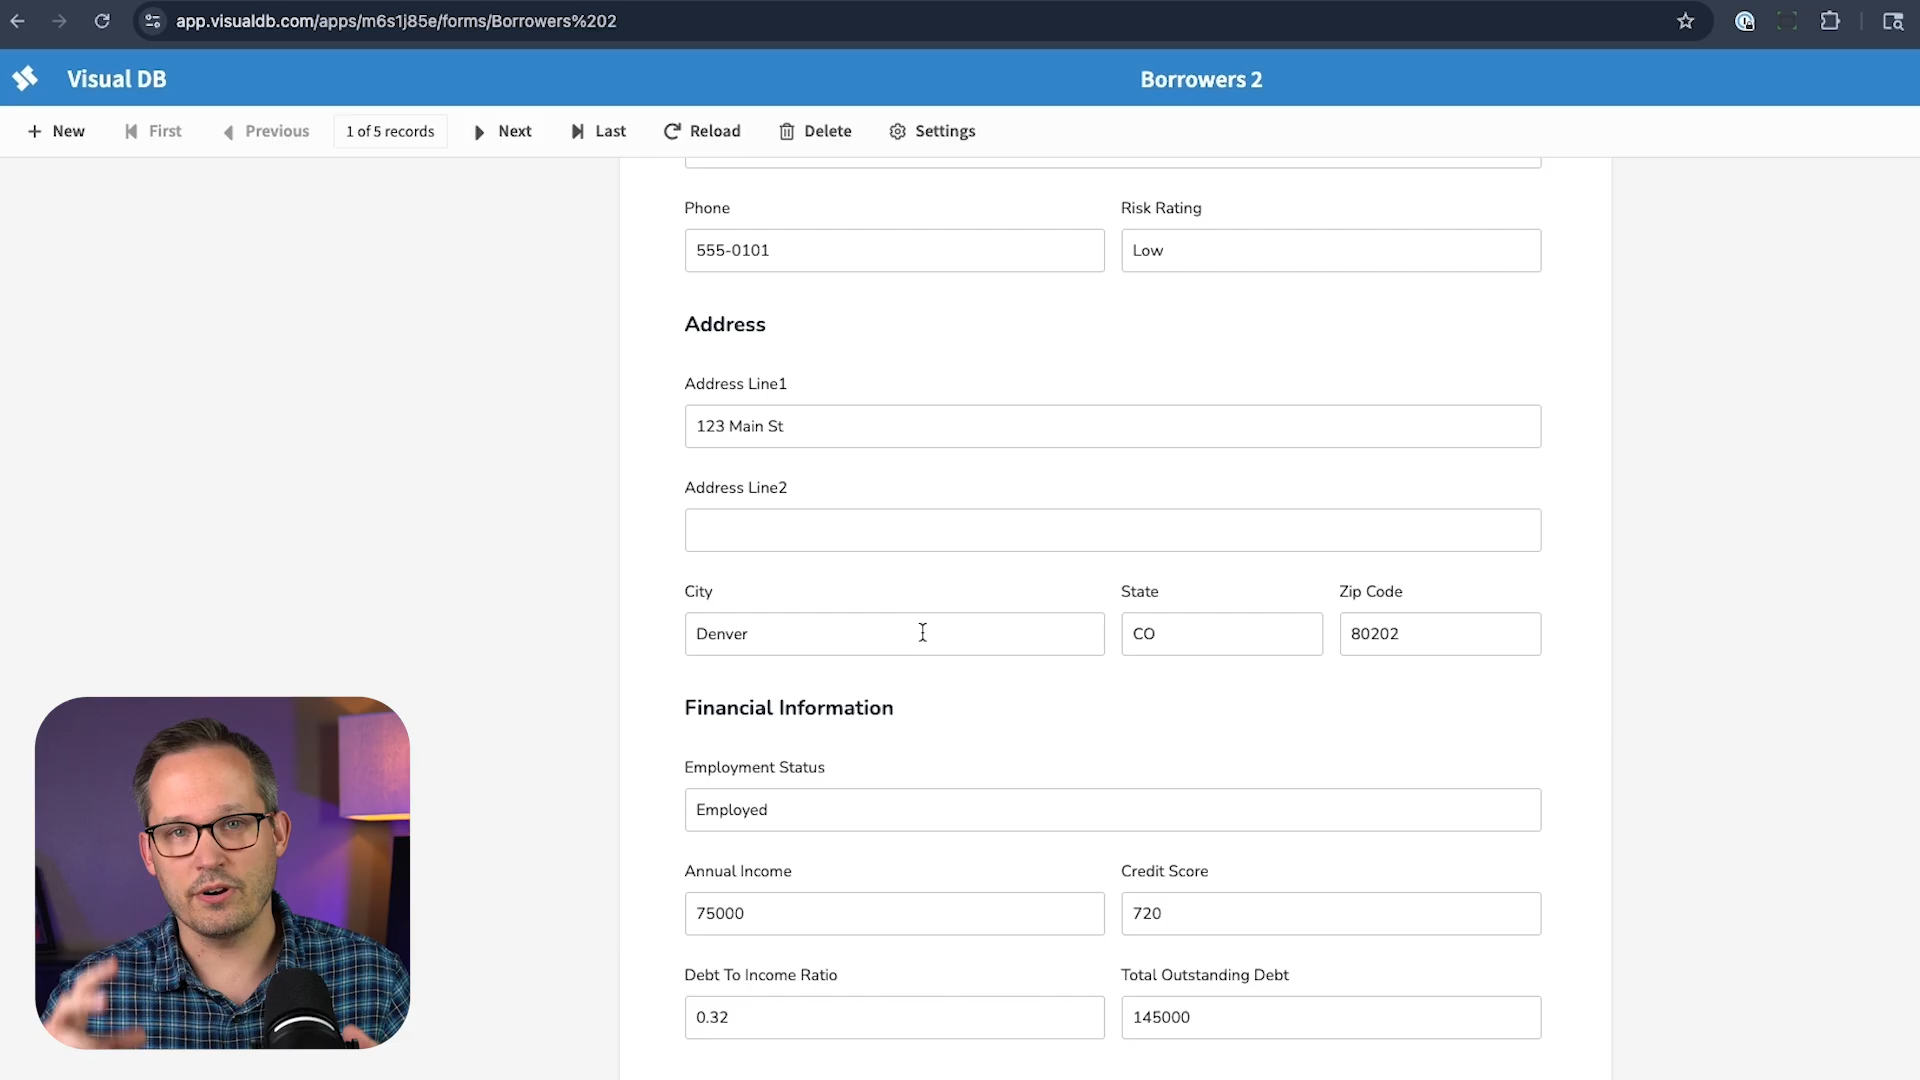 app.visualdb.com/apps/m6s1j85e/forms/Borrowers%202
Visual DB
Borrowers 2
New
First
Previous
1 of 5 records
Next
Last
Reload
Delete
Settings
Phone
Risk Rating
555-0101
Low
Address
Address Line1
123 Main St
Address Line2
City
State
Zip Code
Denver
CO
80202
Financial Information
Employment Status
Employed
Annual Income
Credit Score
75000
720
Debt To Income Ratio
Total Outstanding Debt
0.32
145000